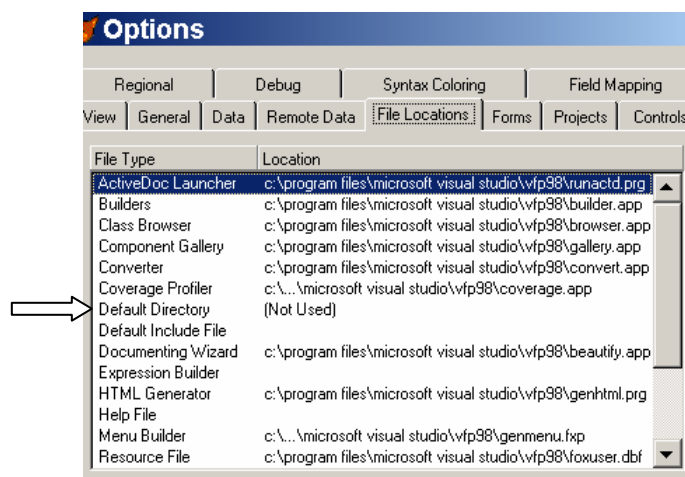 Options
Regional Debug Syntax Coloring Field Mapping
View General Data Remote Data File Locations Forms Projects Controls
File Type Location
ActiveDoc Launcher c:\program files\microsoft visual studio\vfp98\runactd.prg
Builders c:\program files\microsoft visual studio\vfp98\builder.app
Class Browser c:\program files\microsoft visual studio\vfp98\browser.app
Component Gallery c:\program files\microsoft visual studio\vfp98\gallery.app
Converter c:\program files\microsoft visual studio\vfp98\convert.app
Coverage Profiler c:\...\microsoft visual studio\vfp98\coverage.app
Default Directory (Not Used)
Default Include File
Documenting Wizard c:\program files\microsoft visual studio\vfp98\beautify.app
Expression Builder
HTML Generator c:\program files\microsoft visual studio\vfp98\genhtml.prg
Help File
Menu Builder c:\...\microsoft visual studio\vfp98\genmenu.fxp
Resource File c:\program files\microsoft visual studio\vfp98\foxuser.dbf